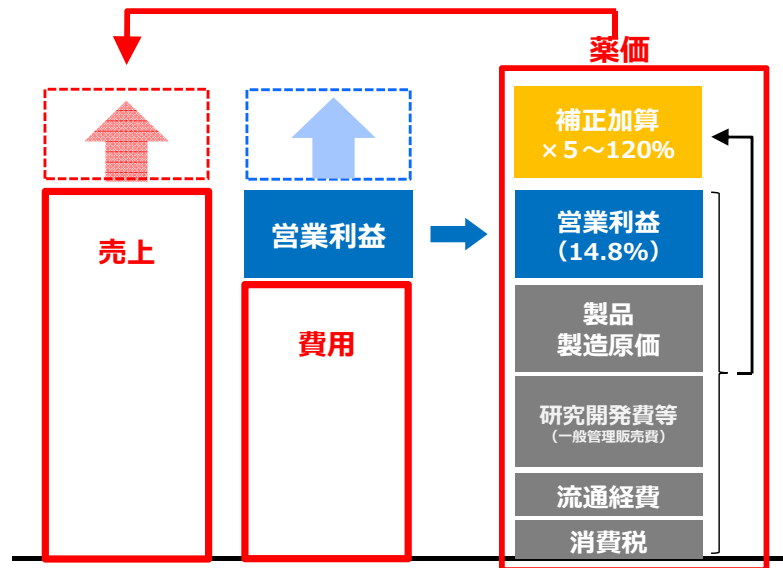 薬価
補正加算
×5～120%
売上
営業利益
営業利益
（14.8%）
費用
製品
製造原価
研究開発費等
（一般管理販売費）
流通経費
消費税